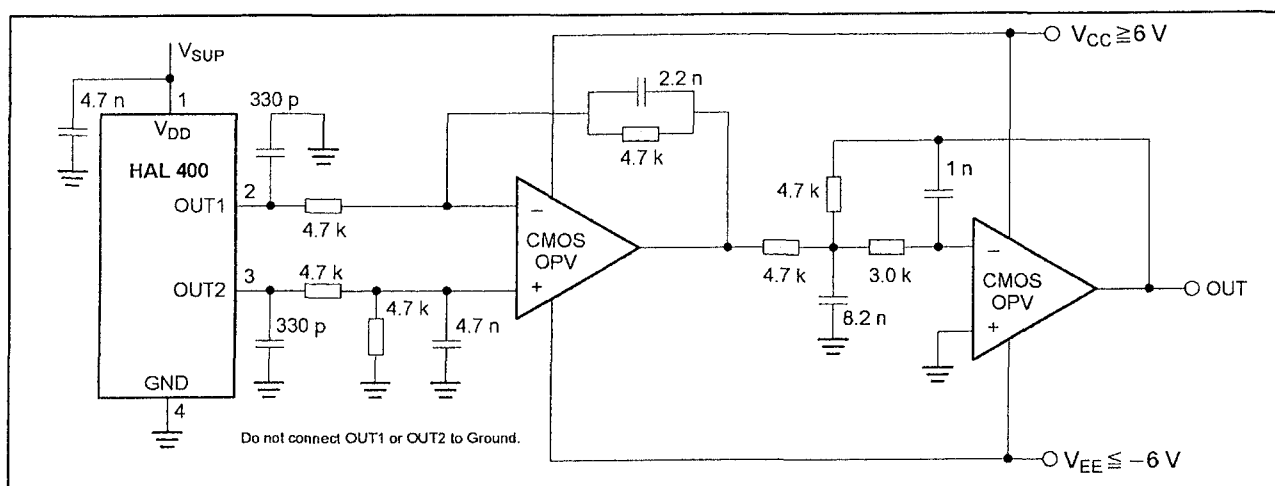 V_SUP
4.7 n
1
V_DD
HAL 400
330 p
2
OUT1
4.7 k
2.2 n
4.7 k
CMOS
OPV
−
+
3
OUT2
4.7 k
330 p
4.7 k
4.7 n
GND
4
Do not connect OUT1 or OUT2 to Ground.
V_CC ≧ 6 V
4.7 k
1 n
4.7 k
3.0 k
8.2 n
−
CMOS
OPV
+
OUT
V_EE ≦ −6 V